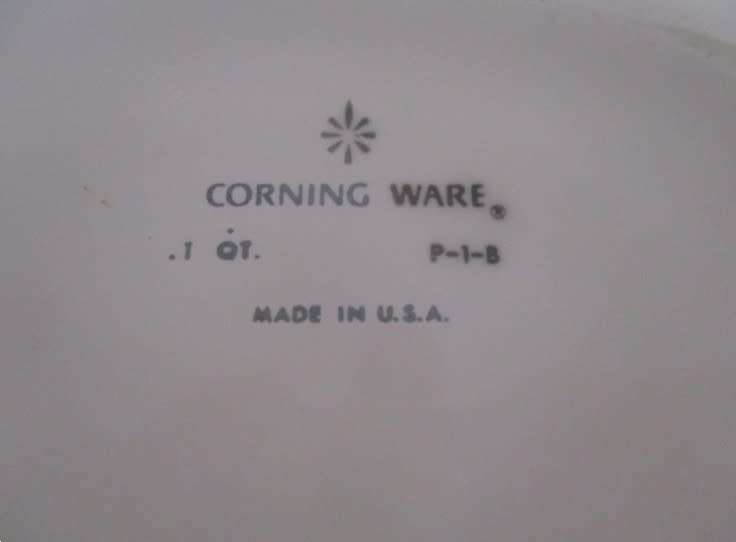 CORNING WARE®
.1 QT. P-1-B
MADE IN U.S.A.